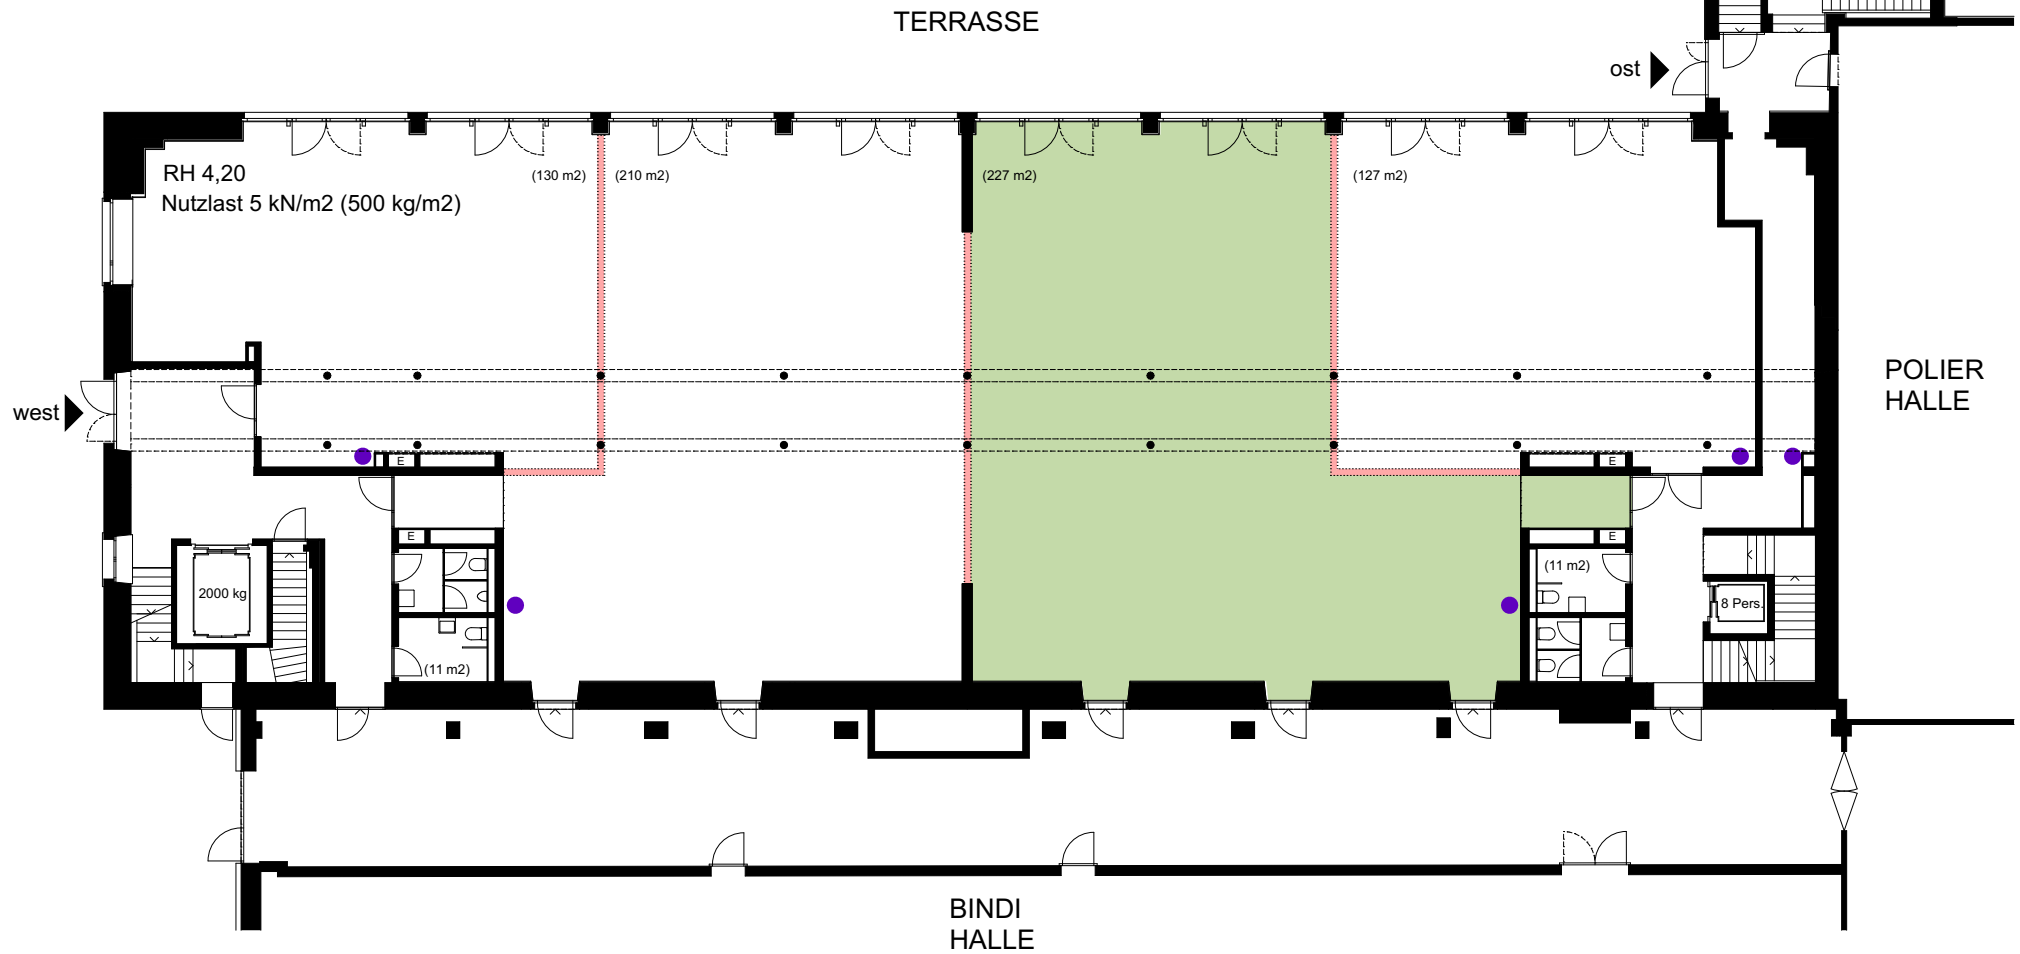 TERRASSE
ost
RH 4,20
(130 m2)
(210 m2)
(227 m2)
(127 m2)
Nutzlast 5 kN/m2 (500 kg/m2)
POLIER
HALLE
west
E
E
E
E
(11 m2)
2000 kg
8 Pers.
(11 m2)
BINDI
HALLE